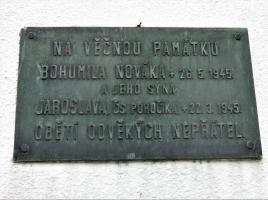 NA VĚČNOU PAMÁTKU
BOHUMILA NOVÁKA + 26. 5. 1945.
A JEHO SYNA
JAROSLAVA, ČS. PORUČÍKA, + 22. 3. 1945.
OBĚTÍ ODVĚKÝCH NEPŘÁTEL.